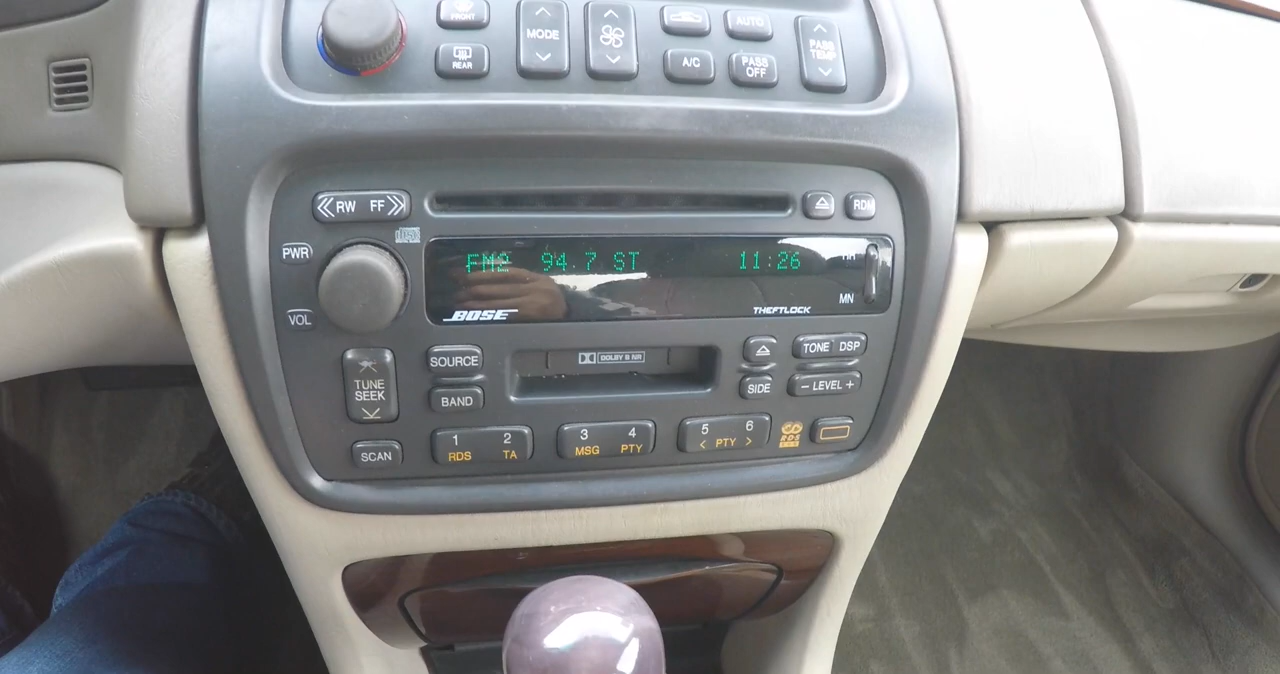 FRONT
REAR
MODE
AUTO
A/C
PASS OFF
PASS TEMP
RW FF
RDM
PWR
VOL
FM2 94.7 ST 11:26
HR
MN
BOSE
THEFTLOCK
SOURCE
BAND
DOLBY B NR
TONE DSP
SIDE
- LEVEL +
TUNE
SEEK
SCAN
1 2
RDS TA
3 4
MSG PTY
5 6
< PTY >
RDS